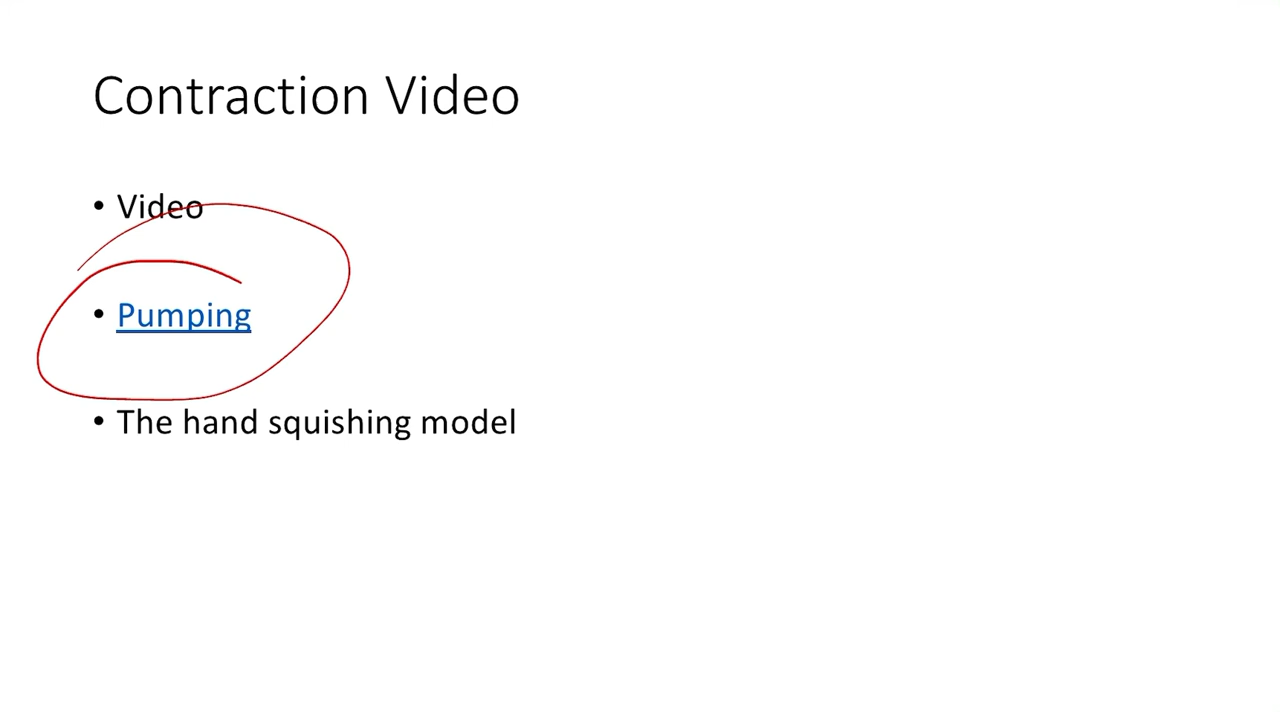 Contraction Video
• Video
• Pumping
• The hand squishing model